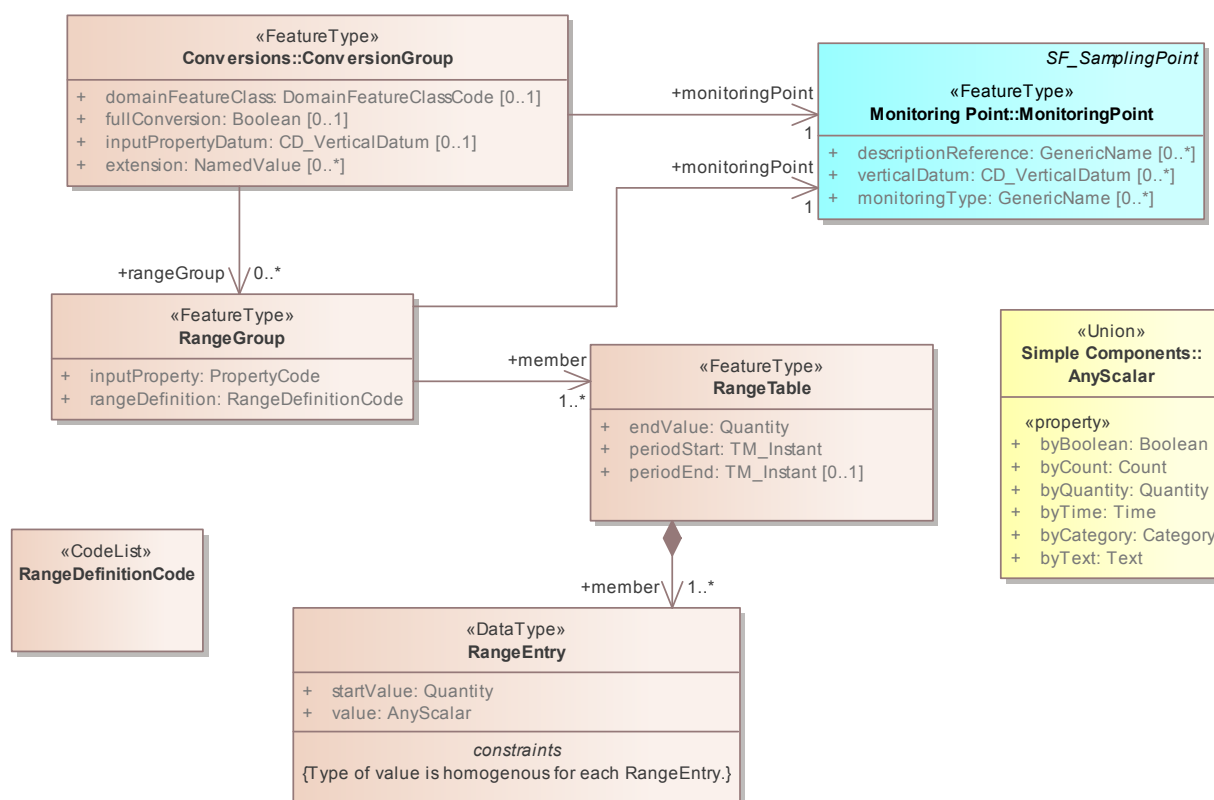 «FeatureType»
Conversions::ConversionGroup
+ domainFeatureClass: DomainFeatureClassCode [0..1]
+ fullConversion: Boolean [0..1]
+ inputPropertyDatum: CD_VerticalDatum [0..1]
+ extension: NamedValue [0..*]
+monitoringPoint
1
+monitoringPoint
1
SF_SamplingPoint
«FeatureType»
Monitoring Point::MonitoringPoint
+ descriptionReference: GenericName [0..*]
+ verticalDatum: CD_VerticalDatum [0..*]
+ monitoringType: GenericName [0..*]
+rangeGroup 0..*
«FeatureType»
RangeGroup
+ inputProperty: PropertyCode
+ rangeDefinition: RangeDefinitionCode
+member
1..*
«FeatureType»
RangeTable
+ endValue: Quantity
+ periodStart: TM_Instant
+ periodEnd: TM_Instant [0..1]
«Union»
Simple Components::
AnyScalar
«property»
+ byBoolean: Boolean
+ byCount: Count
+ byQuantity: Quantity
+ byTime: Time
+ byCategory: Category
+ byText: Text
«CodeList»
RangeDefinitionCode
+member 1..*
«DataType»
RangeEntry
+ startValue: Quantity
+ value: AnyScalar
constraints
{Type of value is homogenous for each RangeEntry.}